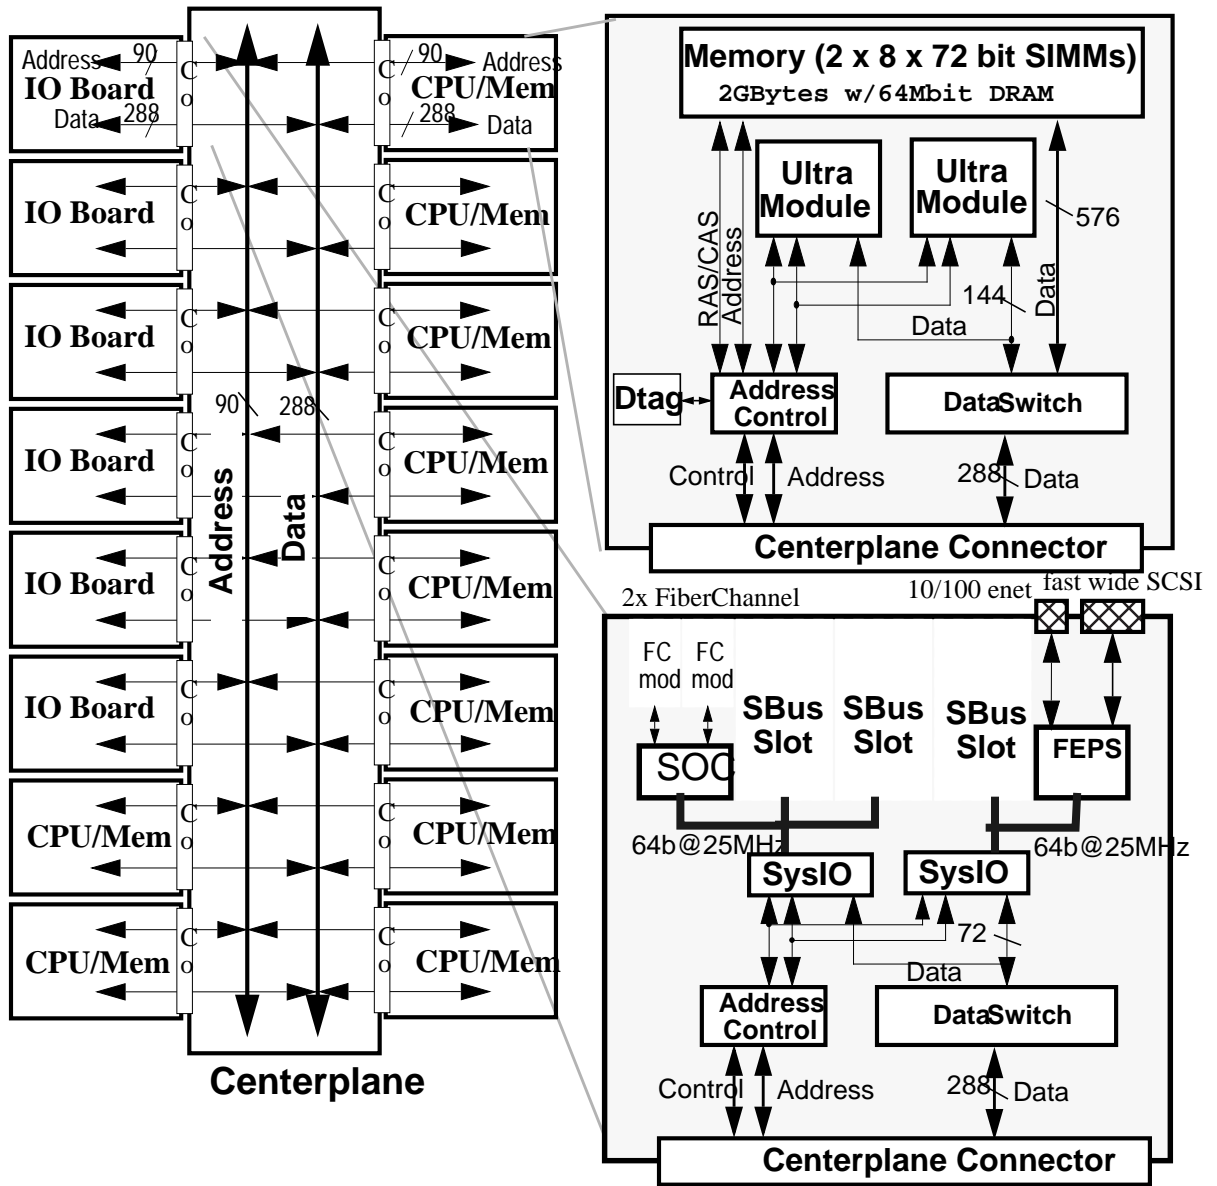 Address 90
IO Board
Data 288
C
o
90 Address
CPU/Mem
288 Data
C
o
IO Board
C
o
C
o
CPU/Mem
IO Board
C
o
C
o
CPU/Mem
90 288
IO Board
C
o
C
o
CPU/Mem
Address
Data
IO Board
C
o
C
o
CPU/Mem
IO Board
C
o
C
o
CPU/Mem
CPU/Mem
C
o
C
o
CPU/Mem
CPU/Mem
C
o
C
o
CPU/Mem
Centerplane
Memory (2 x 8 x 72 bit SIMMs)
2GBytes w/64Mbit DRAM
Ultra
Module
Ultra
Module
RAS/CAS
Address
576
144
Data
Data
Dtag
Address
Control
DataSwitch
Control
Address
288 Data
Centerplane Connector
2x FiberChannel
10/100 enet
fast wide SCSI
FC
mod
FC
mod
SBus
Slot
SBus
Slot
SBus
Slot
SOC
FEPS
64b@25MHz
64b@25MHz
SysIO
SysIO
72
Data
Address
Control
DataSwitch
Control
Address
288 Data
Centerplane Connector